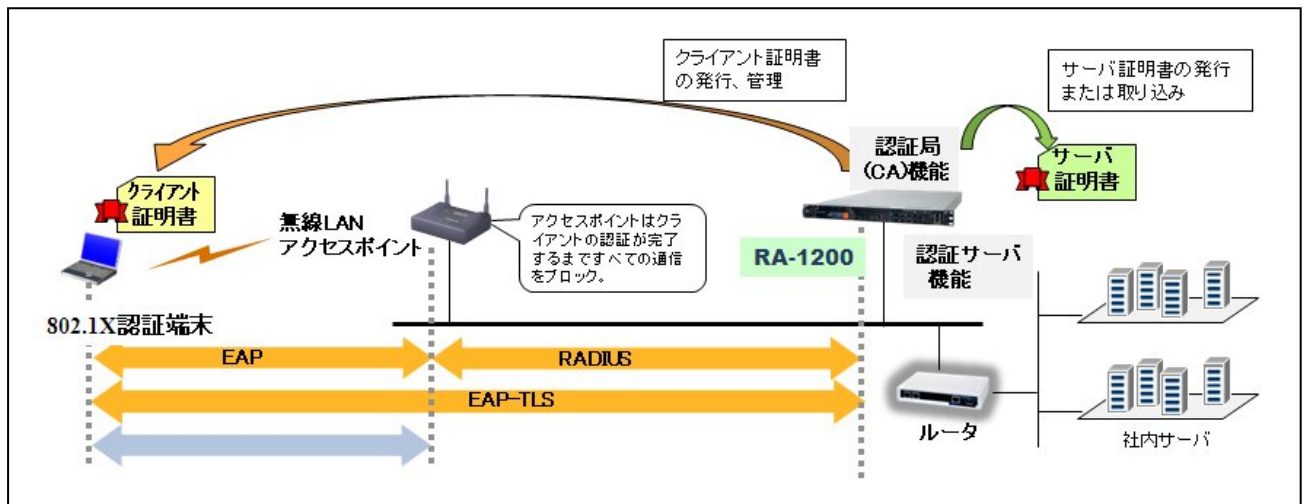 クライアント証明書
の発行、管理
サーバ証明書の発行
または取り込み
認証局
(CA)機能
サーバ
証明書
クライアント
証明書
無線LAN
アクセスポイント
アクセスポイントはクラ
イアントの認証が完了
するまですべての通信
をブロック。
RA-1200
認証サーバ
機能
802.1X認証端末
EAP
RADIUS
EAP-TLS
ルータ
社内サーバ